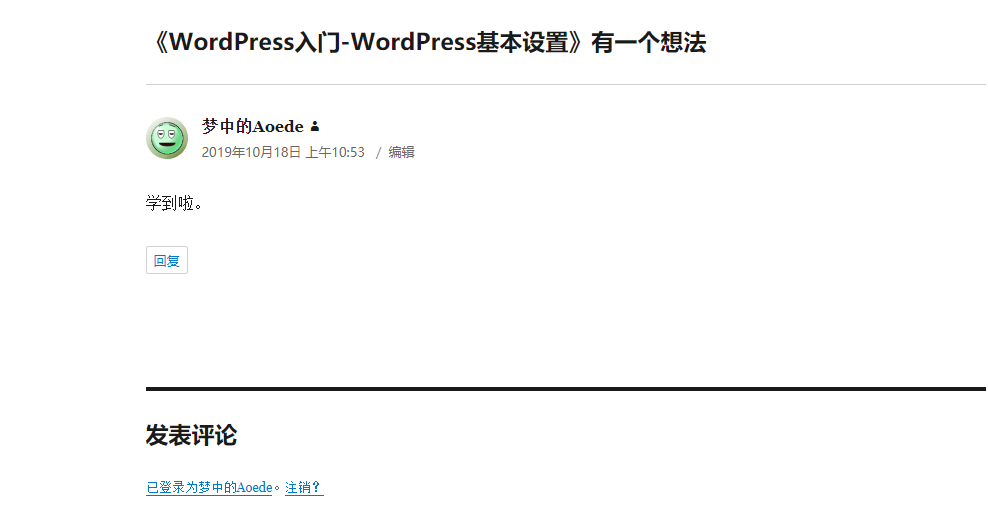 《WordPress入门-WordPress基本设置》有一个想法
梦中的Aoede
2019年10月18日 上午10:53 / 编辑
学到啦。
回复
发表评论
已登录为梦中的Aoede。注销？